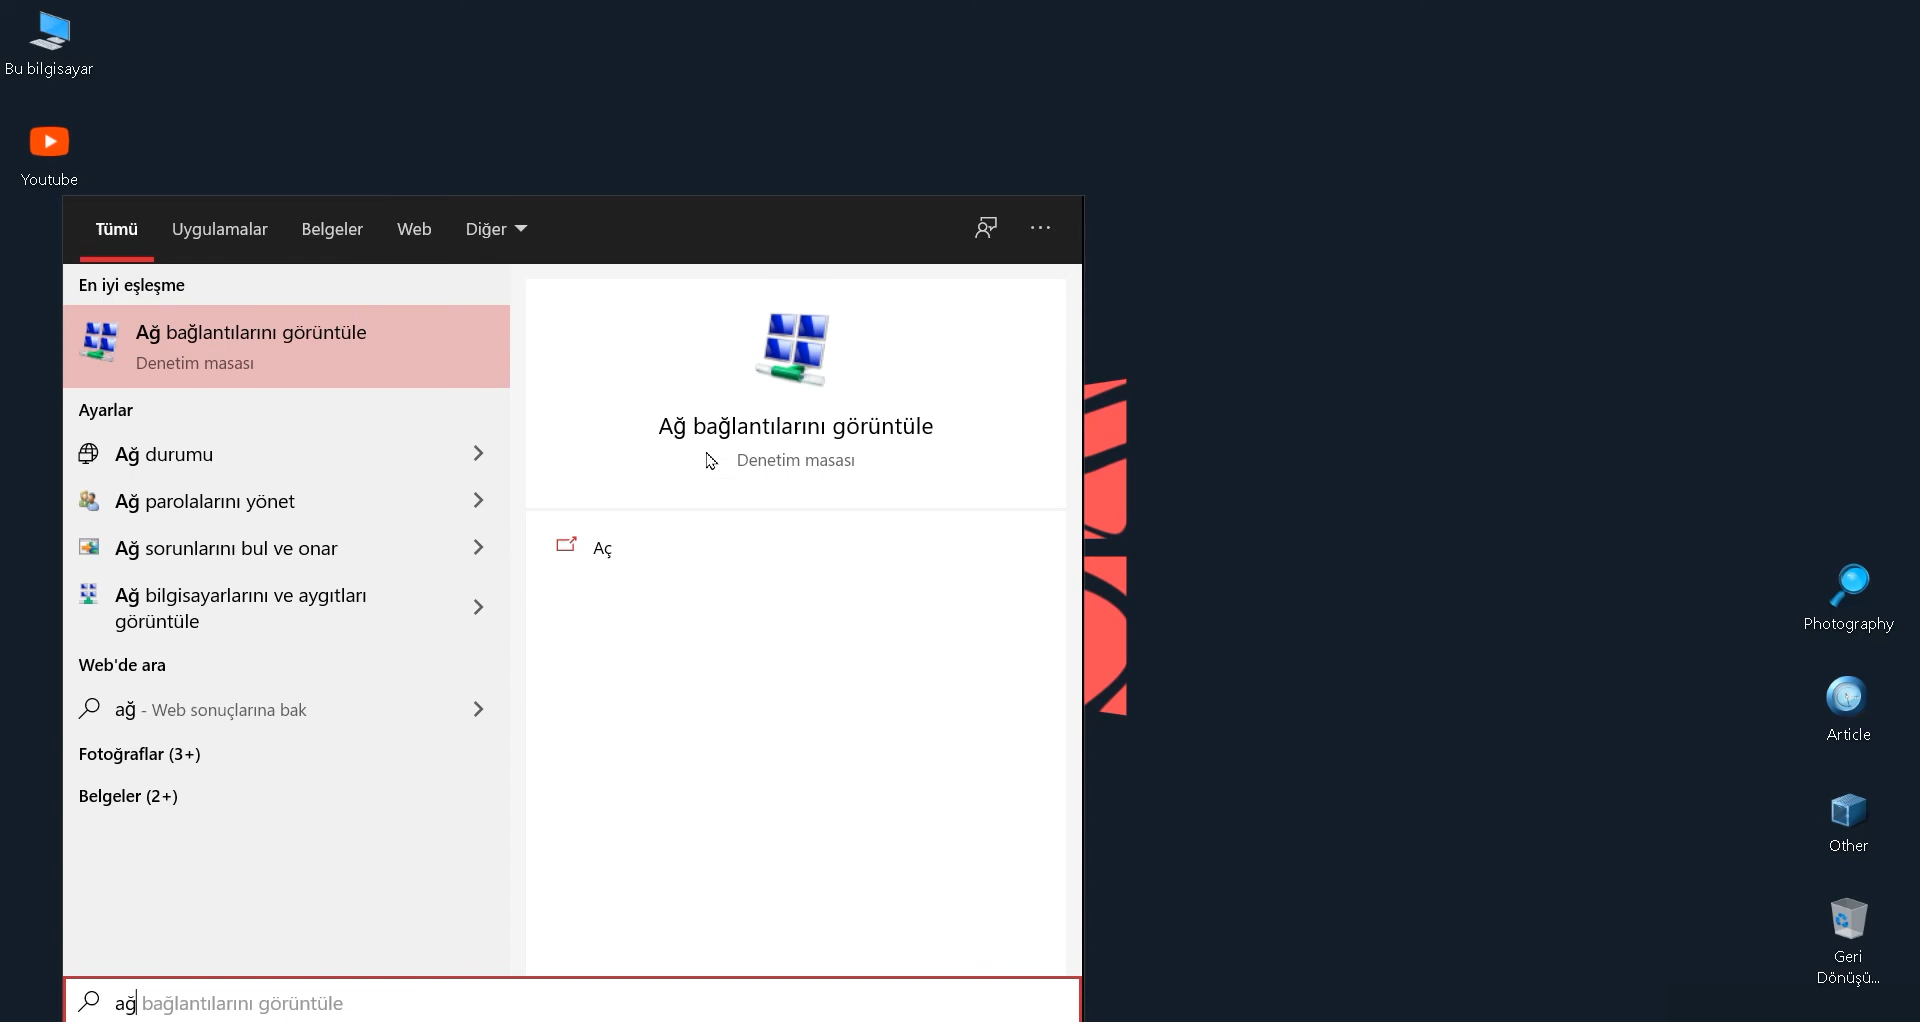 Bu bilgisayar
Youtube
Tümü Uygulamalar Belgeler Web Diğer
En iyi eşleşme
Ağ bağlantılarını görüntüle
Denetim masası
Ayarlar
Ağ durumu
Ağ parolalarını yönet
Ağ sorunlarını bul ve onar
Ağ bilgisayarlarını ve aygıtları
görüntüle
Web'de ara
ağ - Web sonuçlarına bak
Fotoğraflar (3+)
Belgeler (2+)
ağ bağlantılarını görüntüle
Ağ bağlantılarını görüntüle
Denetim masası
Aç
Photography
Article
Other
Geri
Dönüşü...